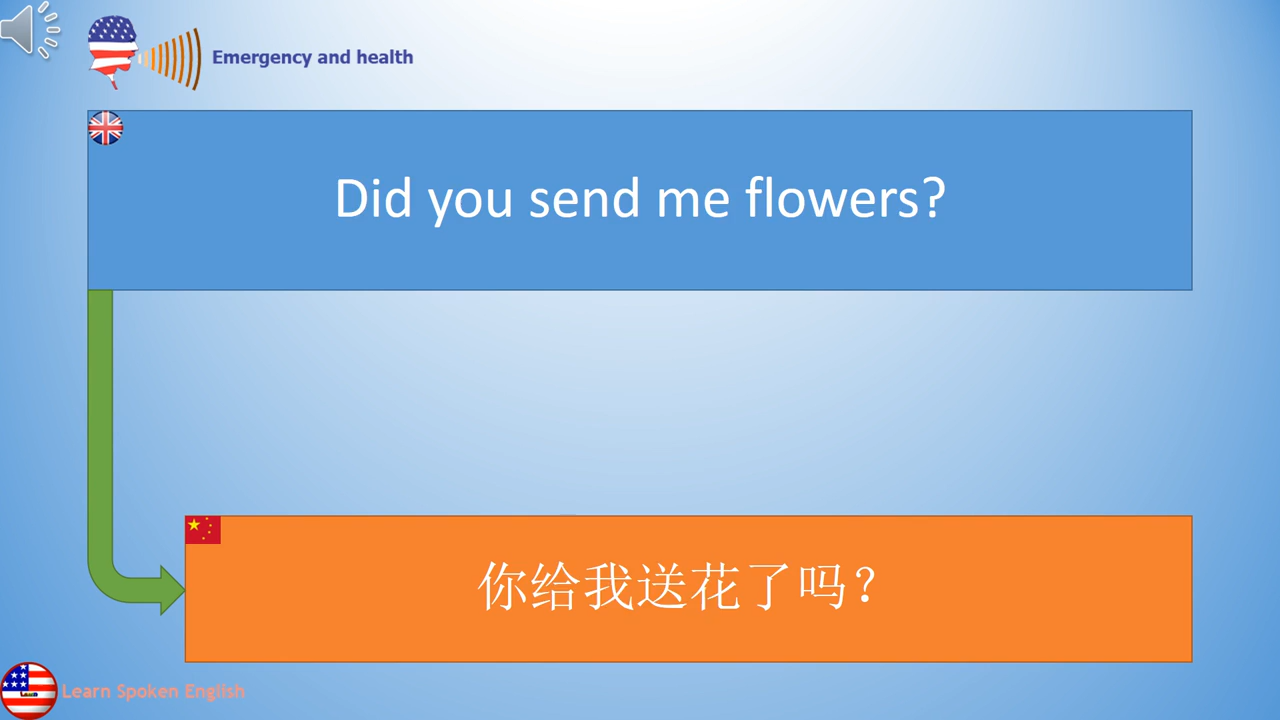 Emergency and health
Did you send me flowers?
你给我送花了吗？
Learn Spoken English